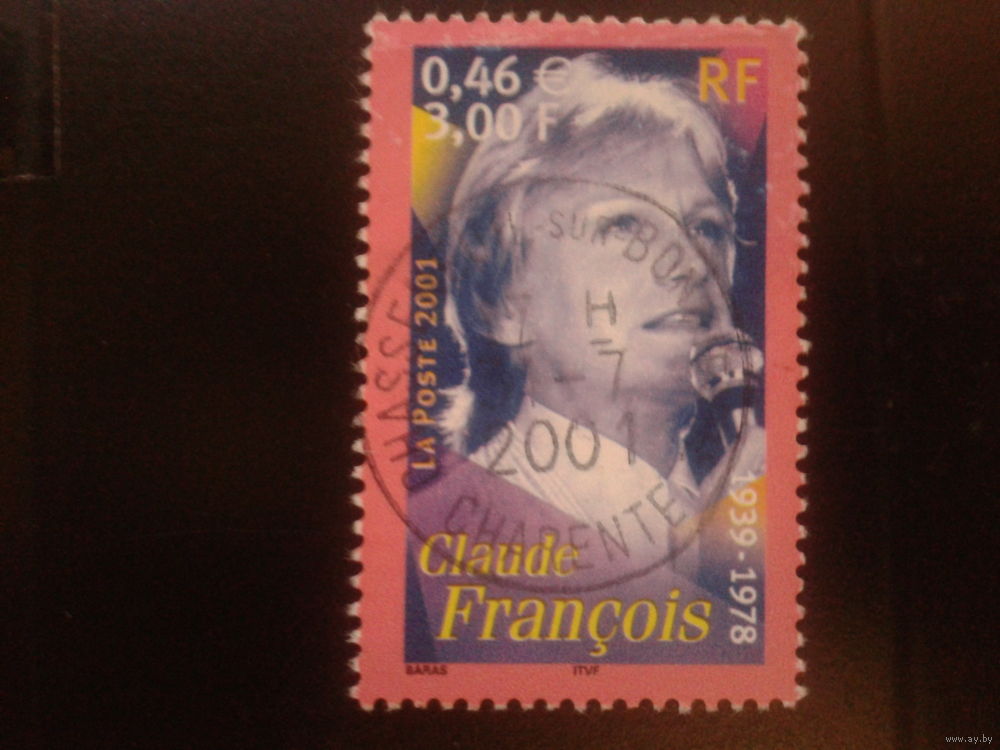 0,46 €
3,00 F
RF
LA POSTE 2001
H
-7
2001
CHARENTE
1939-1978
Claude
François
BARAS
ITVF
www.ay.by